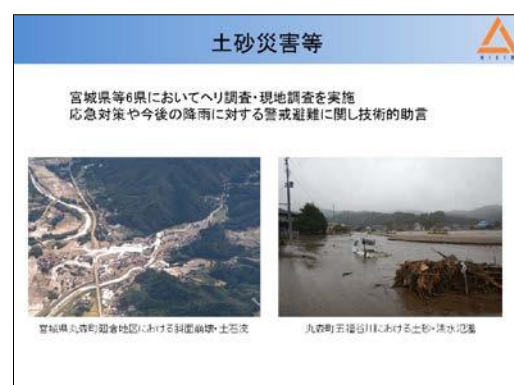 土砂災害等
NILIM
宮城県等6県においてヘリ調査・現地調査を実施
応急対策や今後の降雨に対する警戒避難に関し技術的助言
宮城県丸森町廻倉地区における斜面崩壊・土石流
丸森町五福谷川における土砂・洪水氾濫